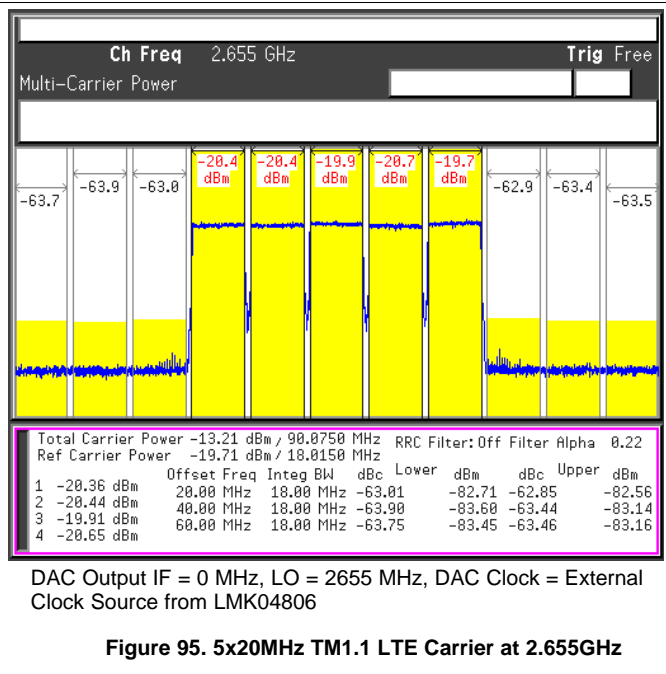 Ch Freq 2.655 GHz Trig Free
Multi-Carrier Power
-20.4 -20.4 -19.9 -20.7 -19.7
dBm dBm dBm dBm dBm
-63.7 -63.9 -63.0 -62.9 -63.4 -63.5
Total Carrier Power -13.21 dBm/ 90.0750 MHz RRC Filter: Off Filter Alpha 0.22
Ref Carrier Power -19.71 dBm/ 18.0150 MHz
Offset Freq Integ BW dBc Lower dBm dBc Upper dBm
1 -20.36 dBm 20.00 MHz 18.00 MHz -63.01 -82.71 -62.85 -82.56
2 -20.44 dBm 40.00 MHz 18.00 MHz -63.90 -83.60 -63.44 -83.14
3 -19.91 dBm 60.00 MHz 18.00 MHz -63.75 -83.45 -63.46 -83.16
4 -20.65 dBm
DAC Output IF = 0 MHz, LO = 2655 MHz, DAC Clock = External
Clock Source from LMK04806
Figure 95. 5x20MHz TM1.1 LTE Carrier at 2.655GHz